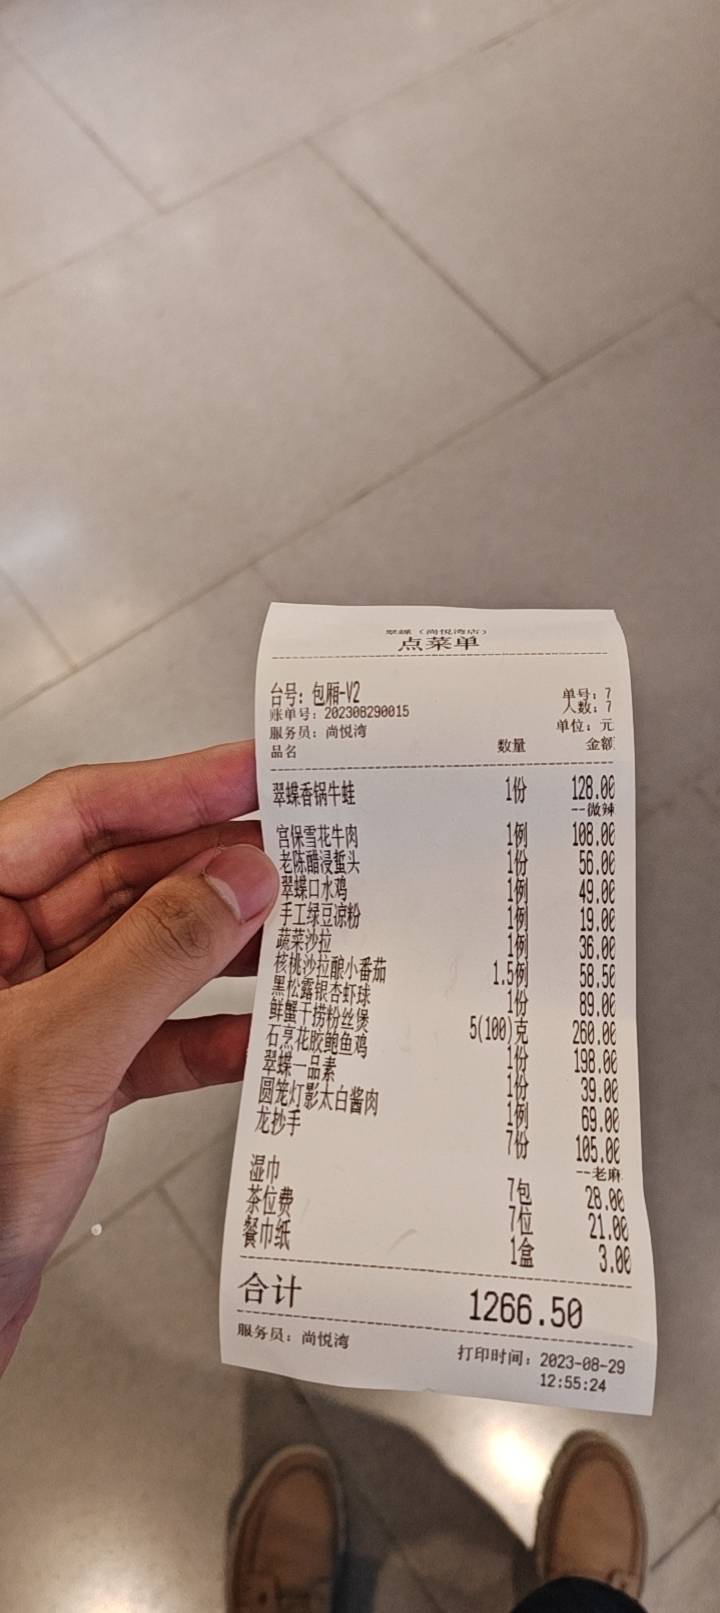 翠蝶（尚悦湾店）
点菜单
台号：包厢-V2 单号：7
账单号：202308290015 人数：7
服务员：尚悦湾 单位：元
品名 数量 金额
翠蝶香锅牛蛙 1份 128.00
--微辣
宫保雪花牛肉 1例 108.00
老陈醋浸蜇头 1份 56.00
翠蝶口水鸡 1例 49.00
手工绿豆凉粉 1例 19.00
蔬菜沙拉 1例 36.00
核桃沙拉酿小番茄 1.5例 58.50
黑松露银杏虾球 1份 89.00
鲜蟹干捞粉丝煲 5(100)克 260.00
石烹花胶鲍鱼鸡 1份 198.00
翠蝶一品素 1份 39.00
圆笼灯影太白酱肉 1例 69.00
龙抄手 7份 105.00
--老麻
湿巾 7包 28.00
茶位费 7位 21.00
餐巾纸 1盒 3.00
合计 1266.50
服务员：尚悦湾 打印时间：2023-08-29
12:55:24